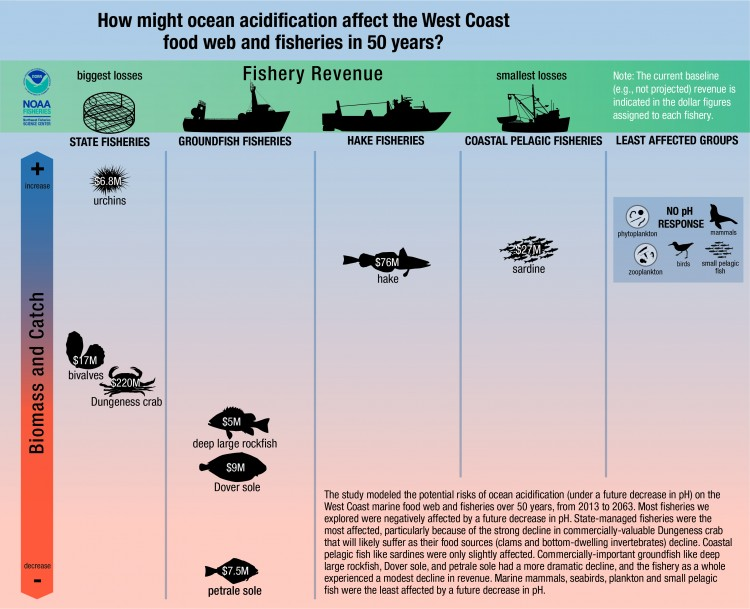 How might ocean acidification affect the West Coast
food web and fisheries in 50 years?
NOAA
FISHERIES
Northwest Fisheries
SCIENCE CENTER
biggest losses
Fishery Revenue
smallest losses
Note: The current baseline
(e.g., not projected) revenue is
indicated in the dollar figures
assigned to each fishery.
STATE FISHERIES
GROUNDFISH FISHERIES
HAKE FISHERIES
COASTAL PELAGIC FISHERIES
LEAST AFFECTED GROUPS
+
increase
Biomass and Catch
decrease
-
$6.8M
urchins
$17M
bivalves
$220M
Dungeness crab
$5M
deep large rockfish
$9M
Dover sole
$7.5M
petrale sole
$76M
hake
$27M
sardine
NO pH
RESPONSE
phytoplankton
mammals
zooplankton
birds
small pelagic
fish
The study modeled the potential risks of ocean acidification (under a future decrease in pH) on the
West Coast marine food web and fisheries over 50 years, from 2013 to 2063. Most fisheries we
explored were negatively affected by a future decrease in pH. State-managed fisheries were the
most affected, particularly because of the strong decline in commercially-valuable Dungeness crab
that will likely suffer as their food sources (clams and bottom-dwelling invertebrates) decline. Coastal
pelagic fish like sardines were only slightly affected. Commercially-important groundfish like deep
large rockfish, Dover sole, and petrale sole had a more dramatic decline, and the fishery as a whole
experienced a modest decline in revenue. Marine mammals, seabirds, plankton and small pelagic
fish were the least affected by a future decrease in pH.